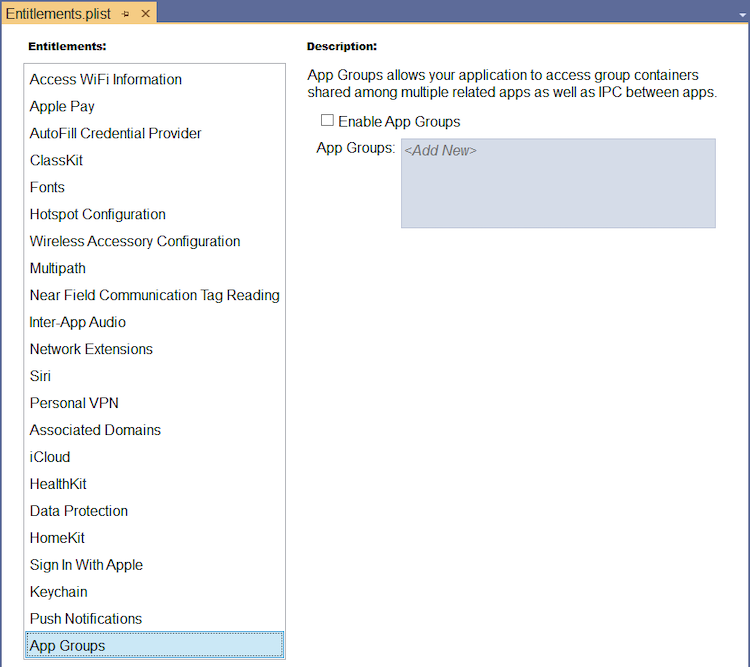 Entitlements.plist
Entitlements:
Access WiFi Information
Apple Pay
AutoFill Credential Provider
ClassKit
Fonts
Hotspot Configuration
Wireless Accessory Configuration
Multipath
Near Field Communication Tag Reading
Inter-App Audio
Network Extensions
Siri
Personal VPN
Associated Domains
iCloud
HealthKit
Data Protection
HomeKit
Sign In With Apple
Keychain
Push Notifications
App Groups
Description:
App Groups allows your application to access group containers
shared among multiple related apps as well as IPC between apps.
Enable App Groups
App Groups: <Add New>